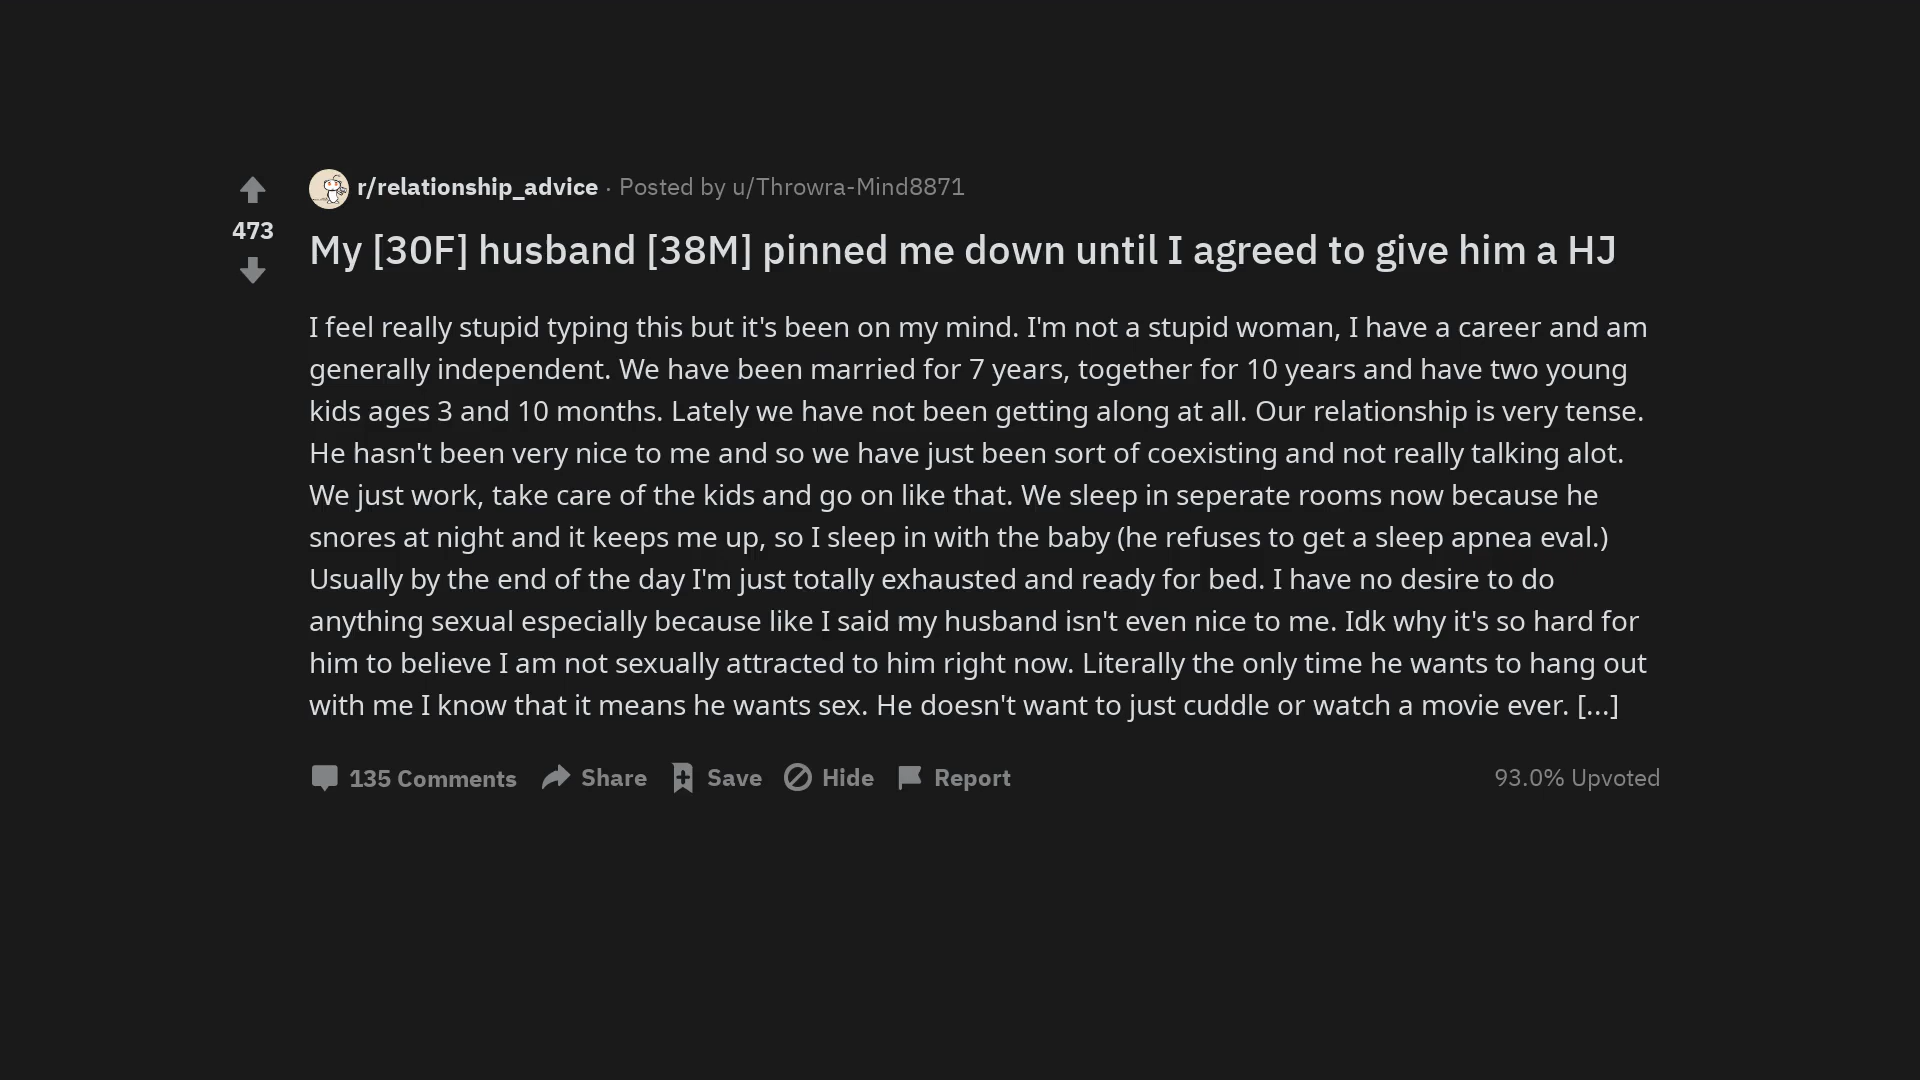 r/relationship_advice · Posted by u/Throwra-Mind8871
473
My [30F] husband [38M] pinned me down until I agreed to give him a HJ
I feel really stupid typing this but it's been on my mind. I'm not a stupid woman, I have a career and am
generally independent. We have been married for 7 years, together for 10 years and have two young
kids ages 3 and 10 months. Lately we have not been getting along at all. Our relationship is very tense.
He hasn't been very nice to me and so we have just been sort of coexisting and not really talking alot.
We just work, take care of the kids and go on like that. We sleep in seperate rooms now because he
snores at night and it keeps me up, so I sleep in with the baby (he refuses to get a sleep apnea eval.)
Usually by the end of the day I'm just totally exhausted and ready for bed. I have no desire to do
anything sexual especially because like I said my husband isn't even nice to me. Idk why it's so hard for
him to believe I am not sexually attracted to him right now. Literally the only time he wants to hang out
with me I know that it means he wants sex. He doesn't want to just cuddle or watch a movie ever. [...]
135 Comments Share Save Hide Report 93.0% Upvoted